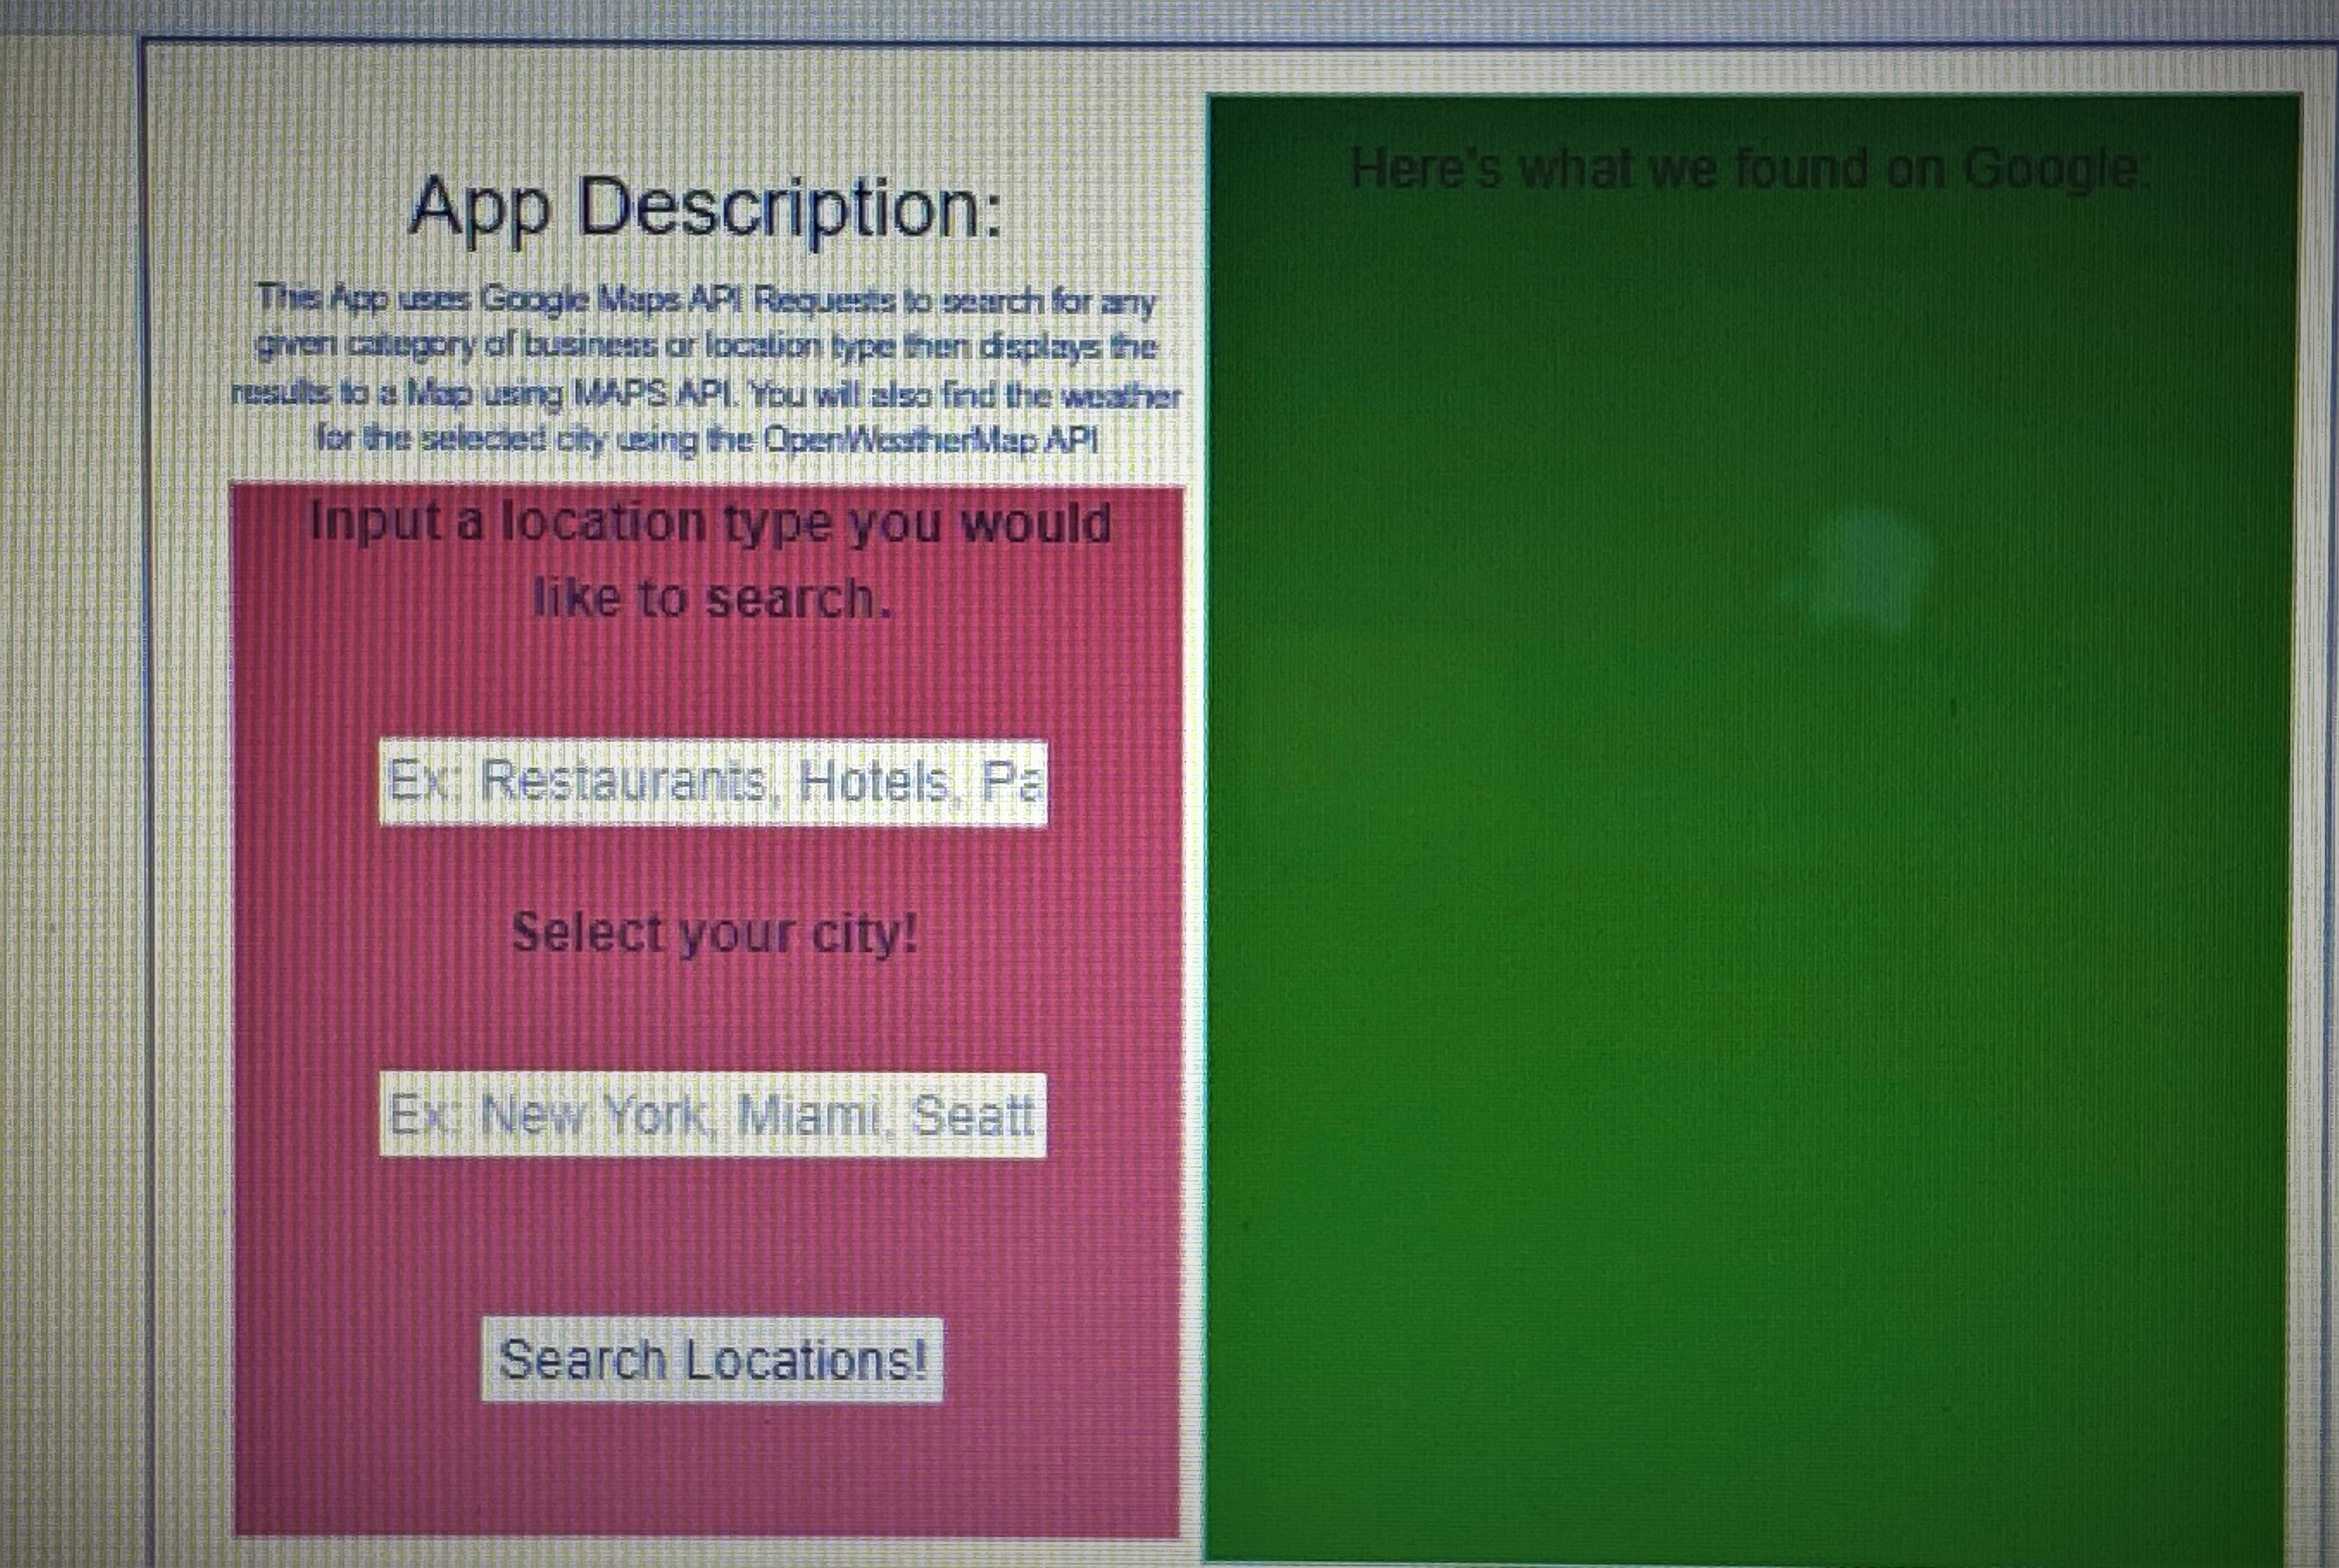 App Description:
This App uses Google Maps API Requests to search for any
given category of business or location type then displays the
results to a Map using MAPS API. You will also find the weather
for the selected city using the OpenWeatherMap API
Input a location type you would
like to search.
Ex: Restaurants, Hotels, Pa
Select your city!
Ex: New York, Miami, Seatt
Search Locations!
Here's what we found on Google: